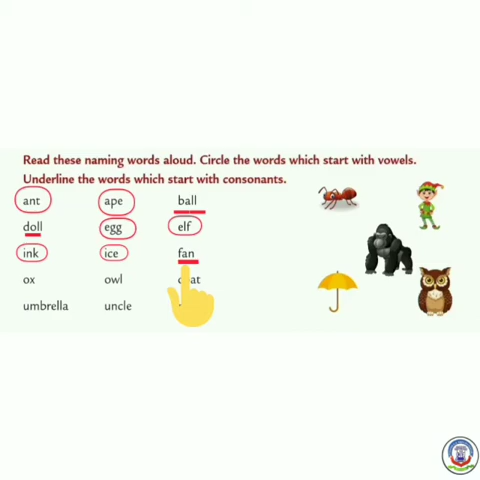 Read these naming words aloud. Circle the words which start with vowels.
Underline the words which start with consonants.
ant ape ball
doll egg elf
ink ice fan
ox owl
umbrella uncle